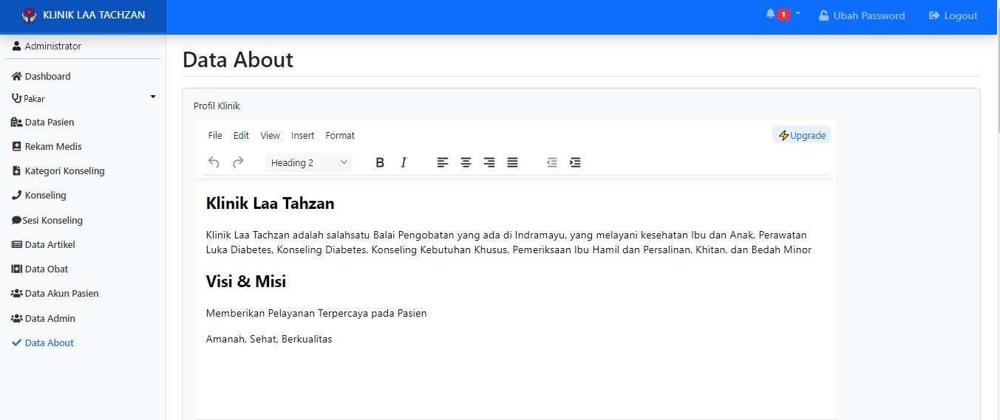 KLINIK LAA TACHZAN
1
Ubah Password
Logout
Administrator
Dashboard
Pakar
Data Pasien
Rekam Medis
Kategori Konseling
Konseling
Sesi Konseling
Data Artikel
Data Obat
Data Akun Pasien
Data Admin
Data About
Data About
Profil Klinik
File Edit View Insert Format
Upgrade
Heading 2 B I
Klinik Laa Tahzan
Klinik Laa Tachzan adalah salahsatu Balai Pengobatan yang ada di Indramayu, yang melayani kesehatan Ibu dan Anak, Perawatan
Luka Diabetes, Konseling Diabetes, Konseling Kebutuhan Khusus, Pemeriksaan Ibu Hamil dan Persalinan, Khitan, dan Bedah Minor
Visi & Misi
Memberikan Pelayanan Terpercaya pada Pasien
Amanah, Sehat, Berkualitas